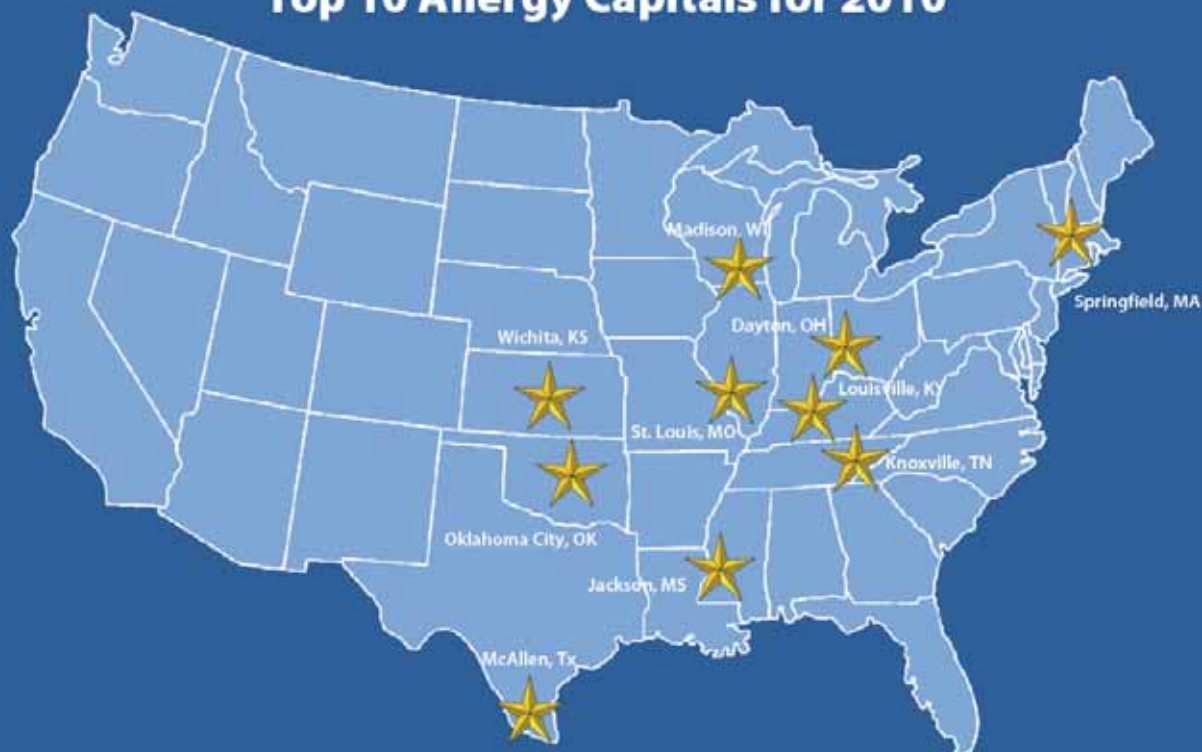 Top 10 Allergy Capitals for 2010
Madison, WI
Springfield, MA
Dayton, OH
Wichita, KS
Louisville, KY
St. Louis, MO
Knoxville, TN
Oklahoma City, OK
Jackson, MS
McAllen, Tx